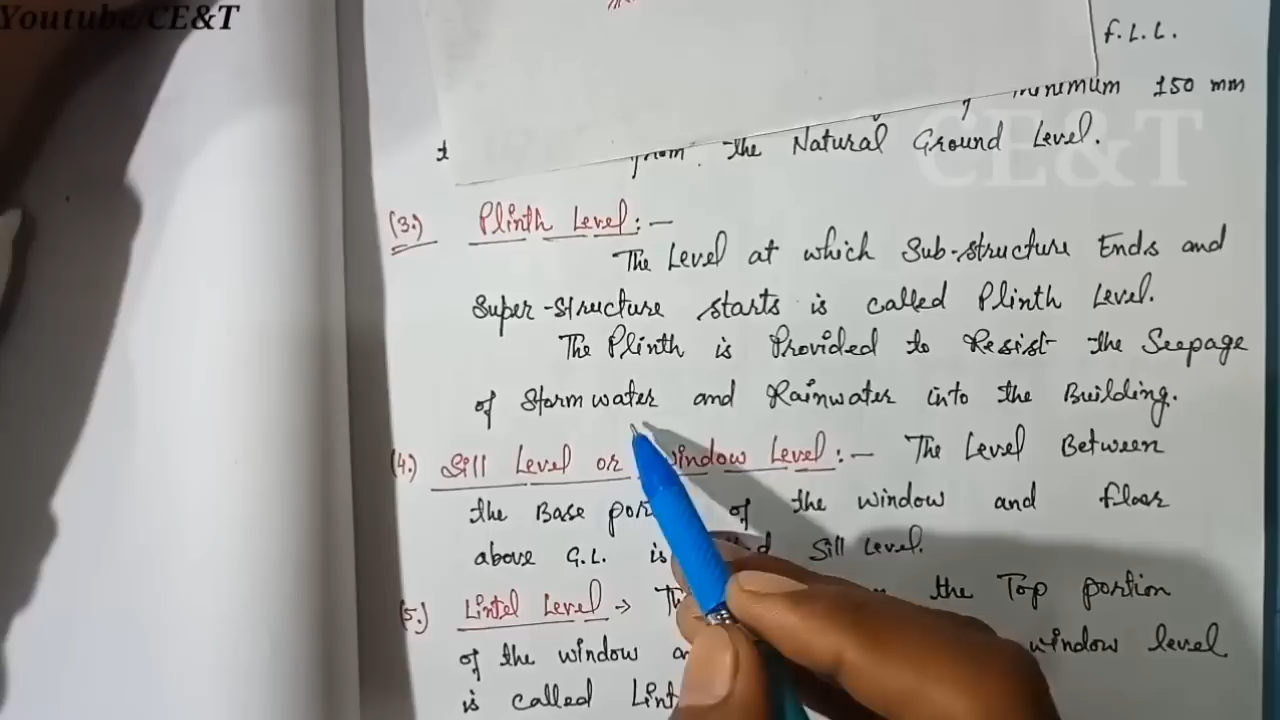 Youtube/CE&T
F.L.L.
minimum 150 mm
from the Natural Ground Level.
CE&T
(3.) Plinth Level:-
The Level at which Sub-structure Ends and
Super-Structure starts is called Plinth Level.
The Plinth is Provided to Resist the Seepage
of Stormwater and Rainwater into the Building.
(4.) Sill Level or window Level:- The Level Between
the Base of the window and floor
above G.L. is Sill Level.
(5.) Lintel Level → the Top portion
of the window window level
is called